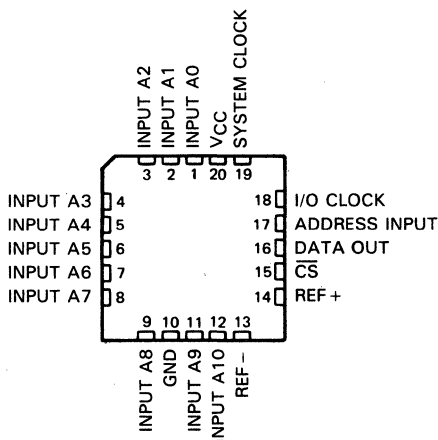 INPUT A2
INPUT A1
INPUT A0
VCC
SYSTEM CLOCK
3 2 1 20 19
INPUT A3 4
INPUT A4 5
INPUT A5 6
INPUT A6 7
INPUT A7 8
18 I/O CLOCK
17 ADDRESS INPUT
16 DATA OUT
15 C̅S̅
14 REF+
9 10 11 12 13
INPUT A8
GND
INPUT A9
NPUT A10
REF−